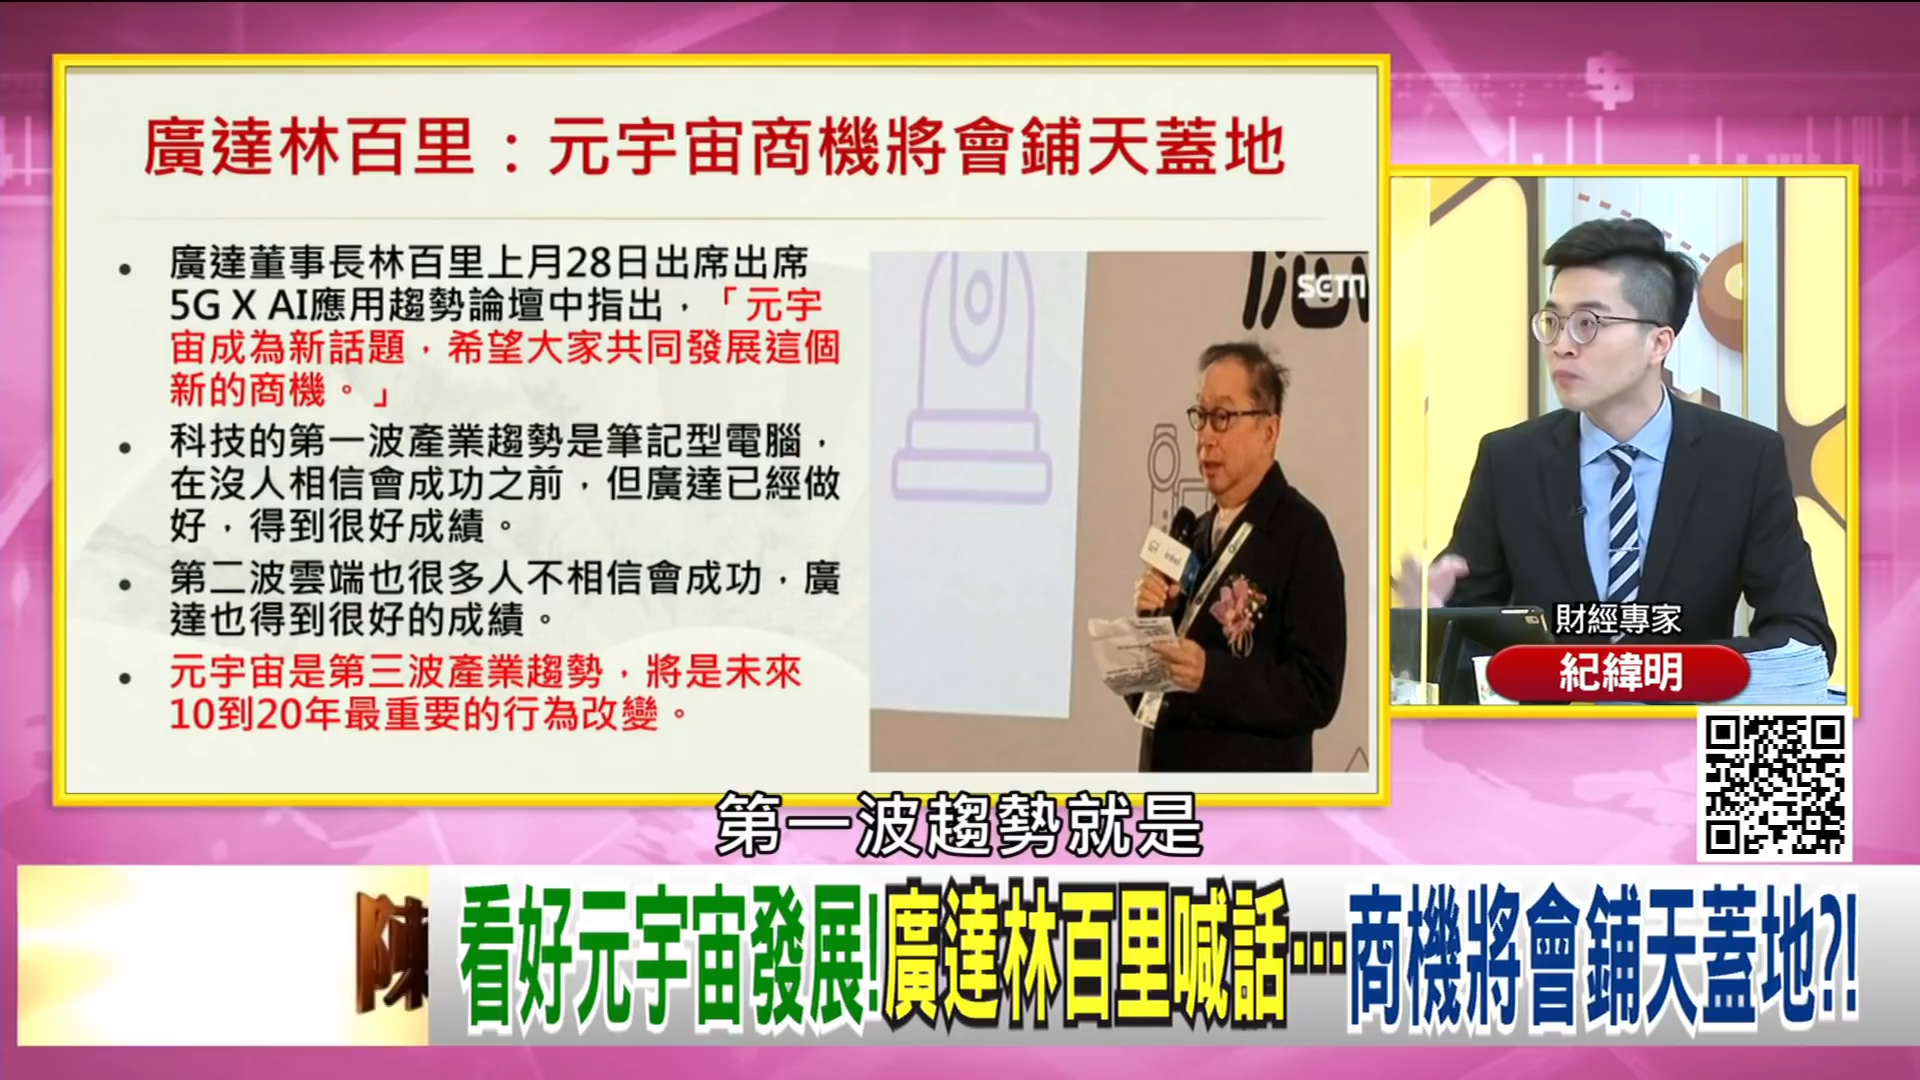 廣達林百里：元宇宙商機將會鋪天蓋地
廣達董事長林百里上月28日出席出席
5G X AI應用趨勢論壇中指出，「元宇
宙成為新話題，希望大家共同發展這個
新的商機。」
科技的第一波產業趨勢是筆記型電腦，
在沒人相信會成功之前，但廣達已經做
好，得到很好成績。
第二波雲端也很多人不相信會成功，廣
達也得到很好的成績。
元宇宙是第三波產業趨勢，將是未來
10到20年最重要的行為改變。
SETN
intel
財經專家
紀緯明
第一波趨勢就是
陳
看好元宇宙發展!廣達林百里喊話…商機將會鋪天蓋地?!